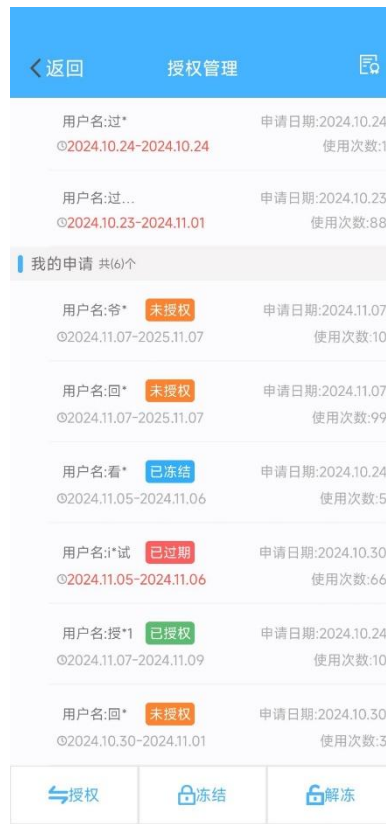 返回 授权管理
用户名:过* 申请日期:2024.10.24
2024.10.24-2024.10.24 使用次数:1
用户名:过... 申请日期:2024.10.23
2024.10.23-2024.11.01 使用次数:88
我的申请 共(6)个
用户名:爷* 未授权 申请日期:2024.11.07
2024.11.07-2025.11.07 使用次数:10
用户名:回* 未授权 申请日期:2024.11.07
2024.11.07-2025.11.07 使用次数:99
用户名:看* 已冻结 申请日期:2024.10.24
2024.11.05-2024.11.06 使用次数:5
用户名:i*试 已过期 申请日期:2024.10.30
2024.11.05-2024.11.06 使用次数:66
用户名:授*1 已授权 申请日期:2024.10.24
2024.11.07-2024.11.09 使用次数:10
用户名:回* 未授权 申请日期:2024.10.30
2024.10.30-2024.11.01 使用次数:3
授权 冻结 解冻